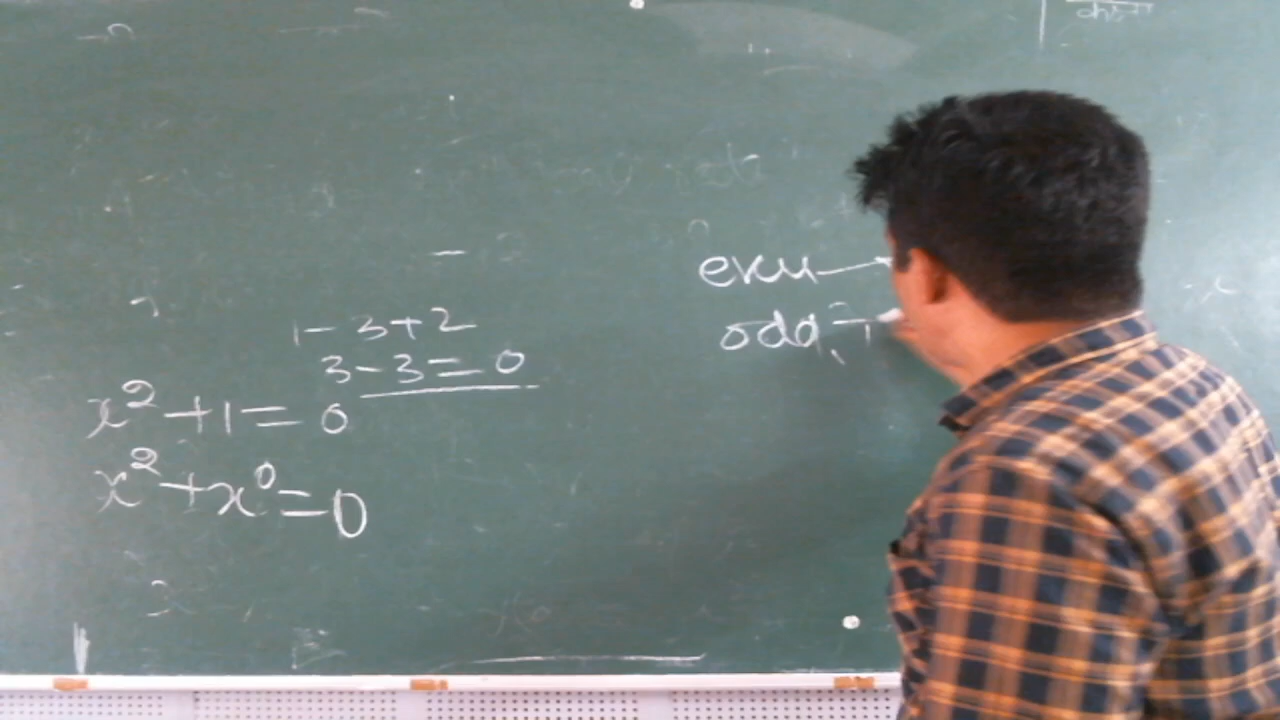 1-3+2
3-3=0
x²+1=0
x²+x⁰=0
even →
odd